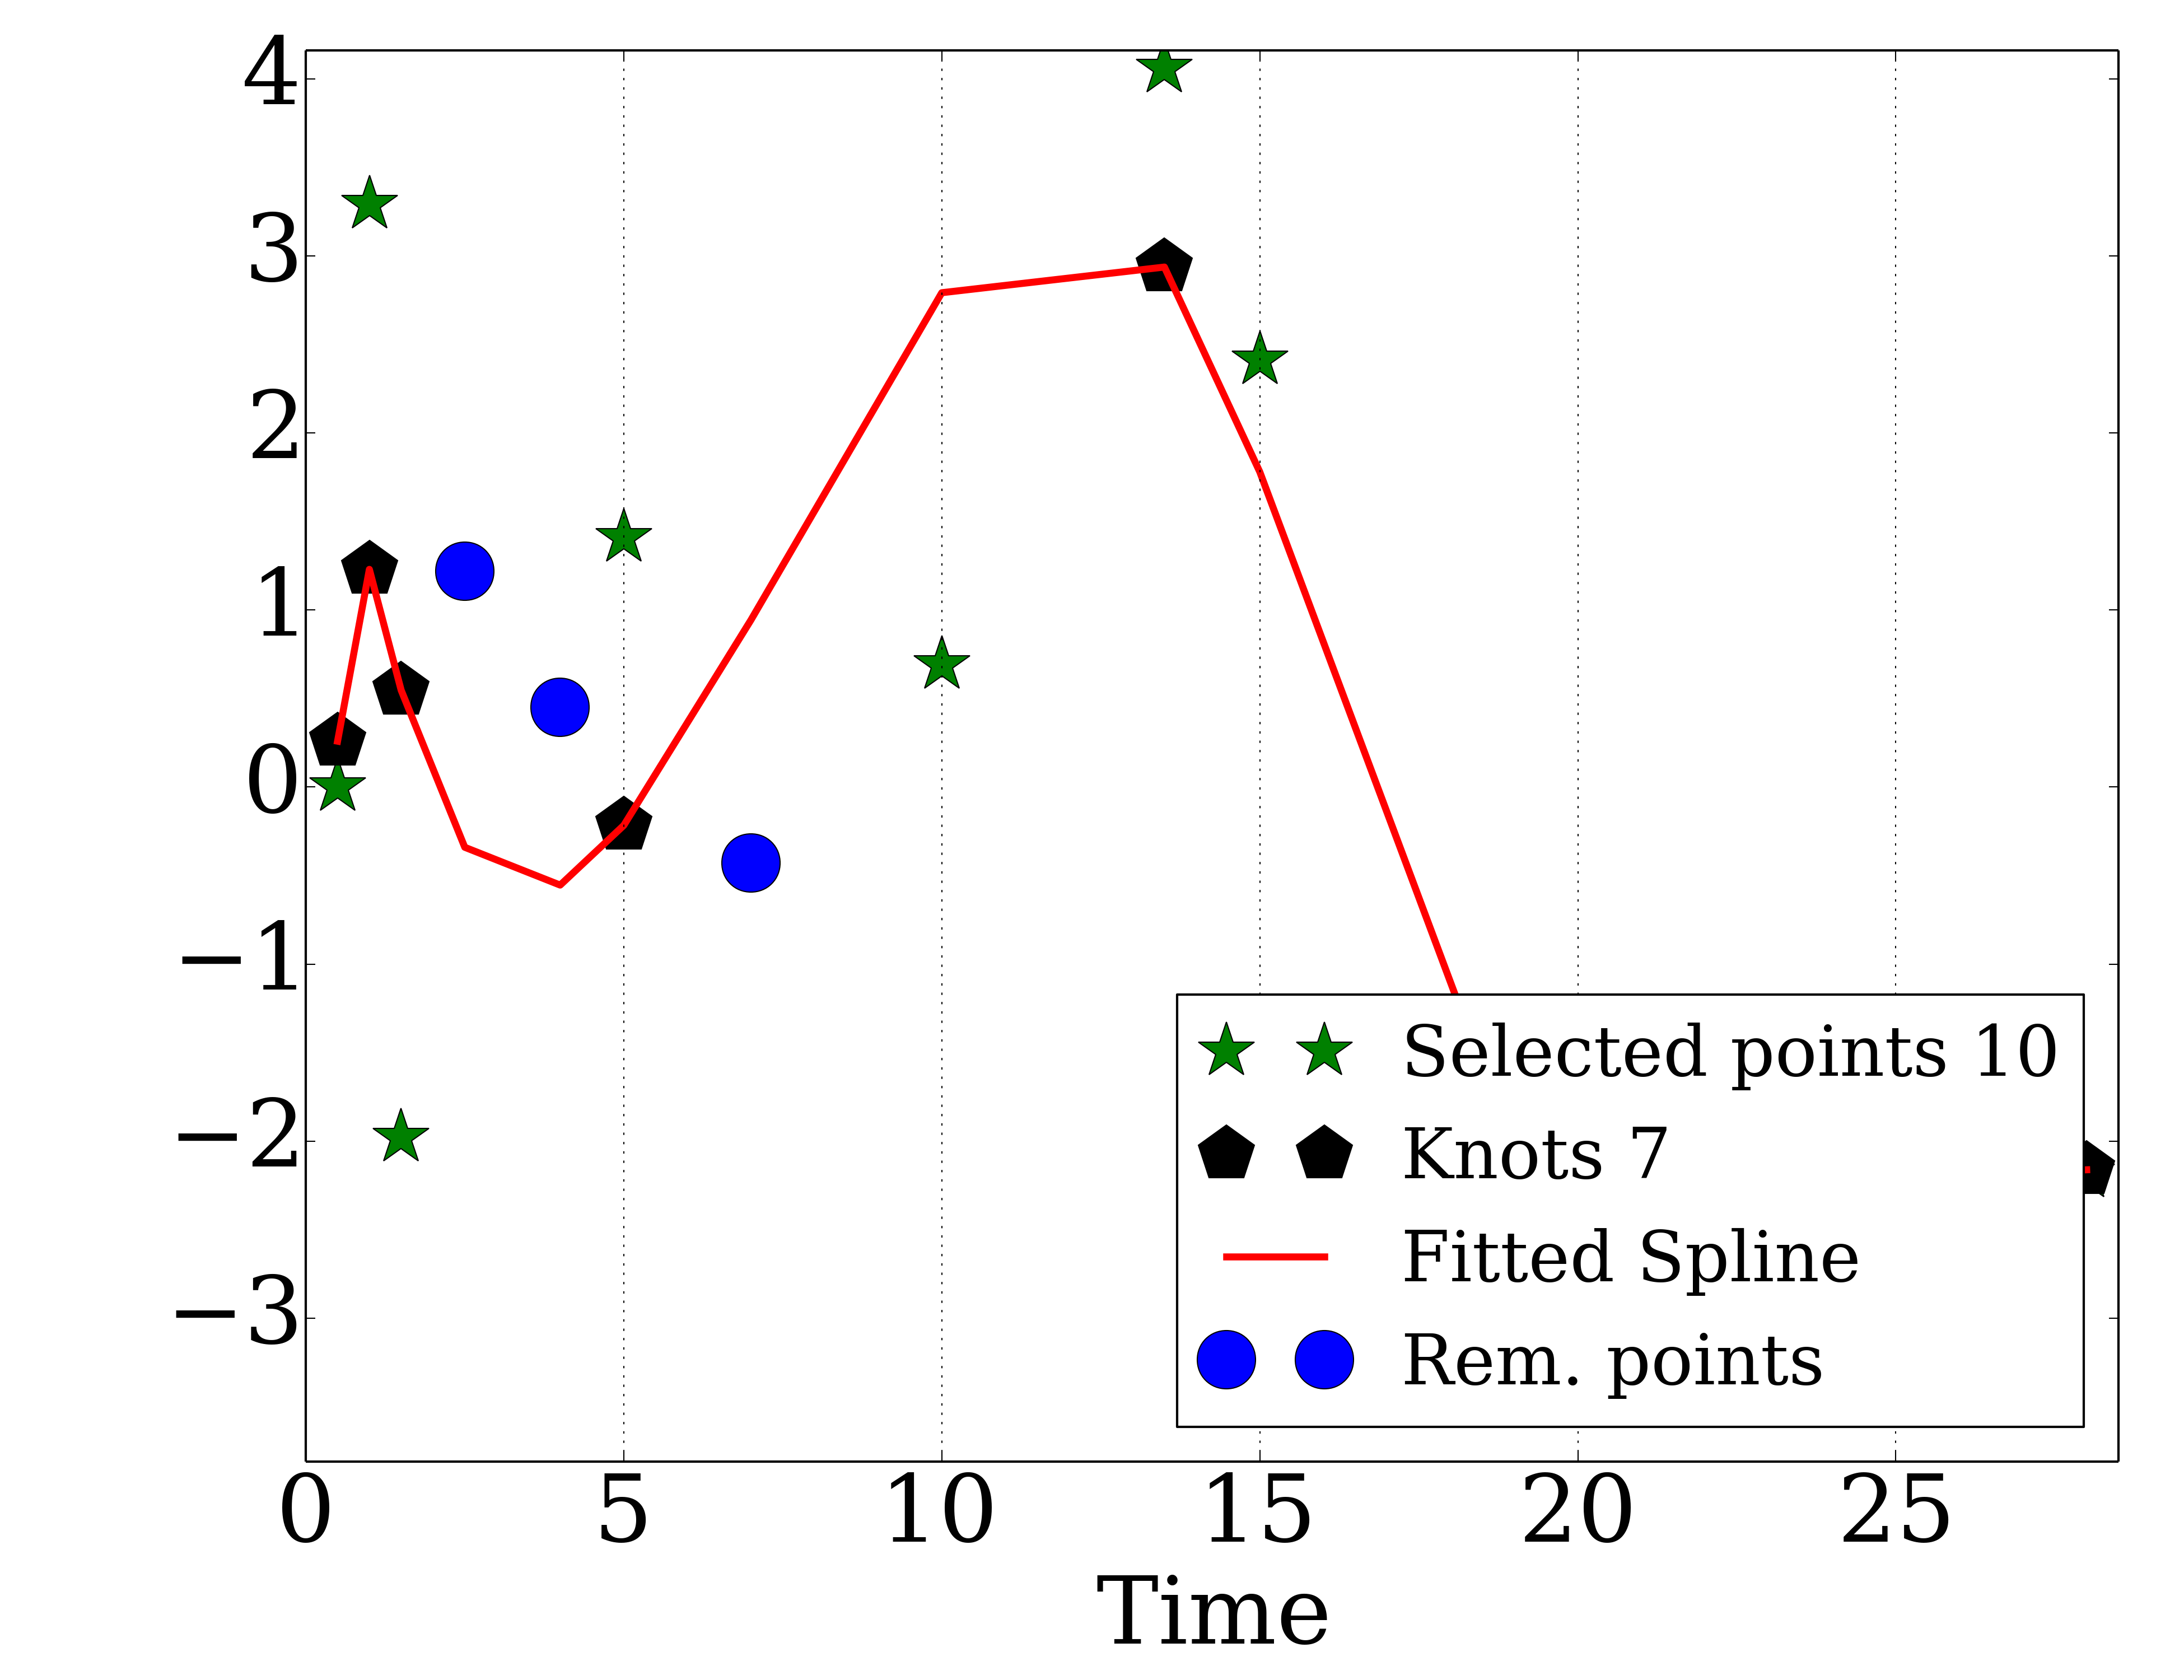 4
3
2
1
0
−1
−2
−3
Selected points 10
Knots 7
Fitted Spline
Rem. points
0 5 10 15 20 25
Time